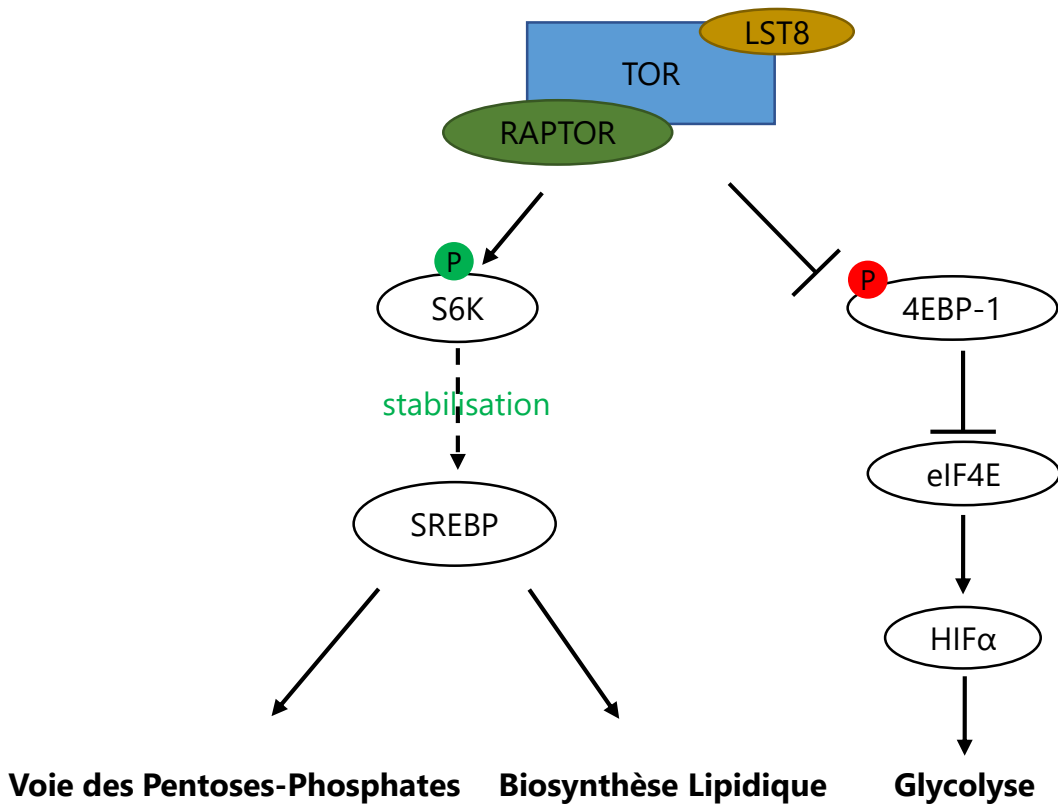 LST8
TOR
RAPTOR
P
S6K
P
4EBP-1
stabilisation
eIF4E
SREBP
HIFα
Voie des Pentoses-Phosphates
Biosynthèse Lipidique
Glycolyse